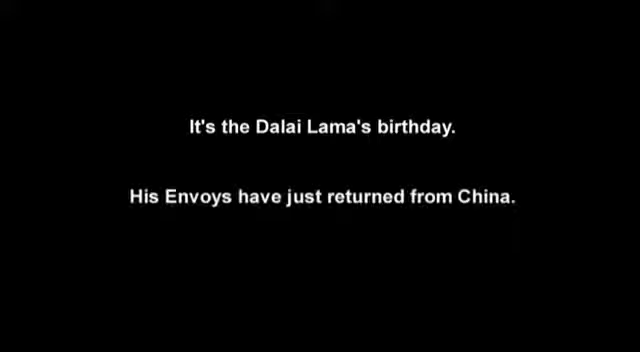 It's the Dalai Lama's birthday.
His Envoys have just returned from China.